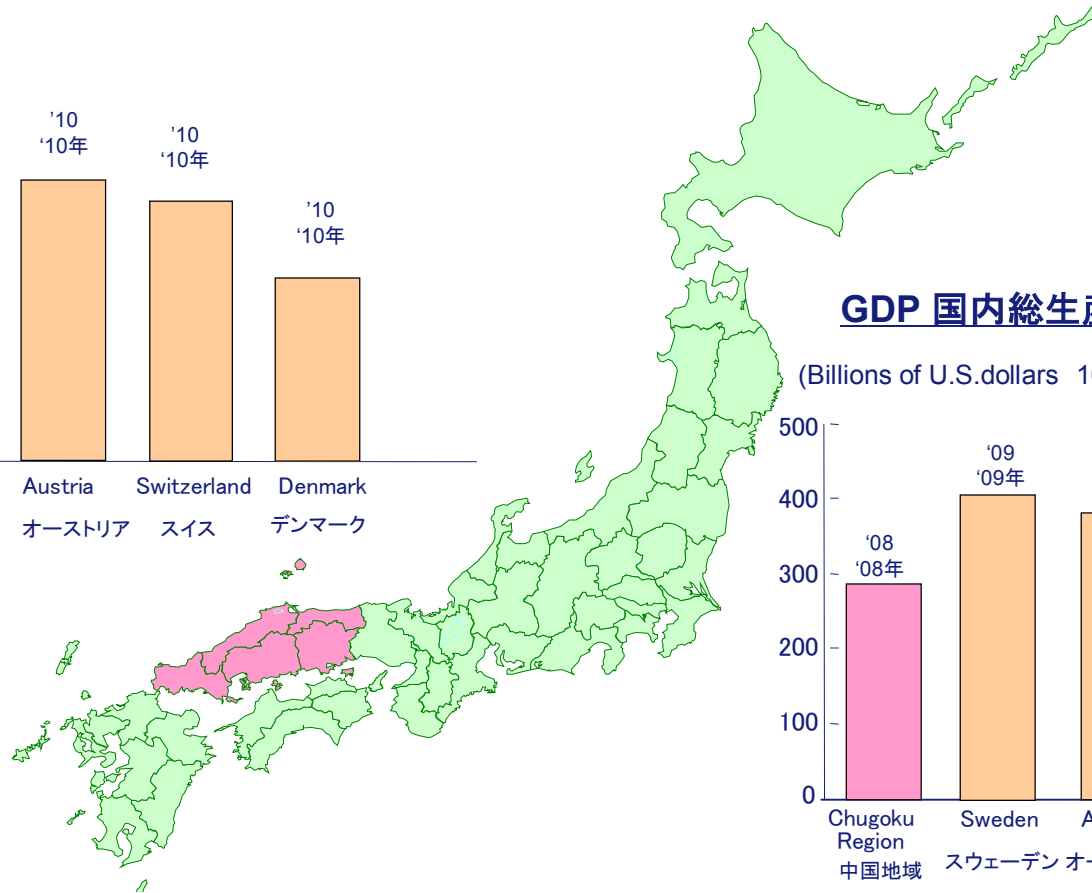 '10
'10年
'10
'10年
'10
'10年
Austria
オーストリア
Switzerland
スイス
Denmark
デンマーク
GDP 国内総生
(Billions of U.S.dollars
500
400
300
200
100
0
'08
'08年
'09
'09年
Chugoku
Region
中国地域
Sweden
スウェーデン